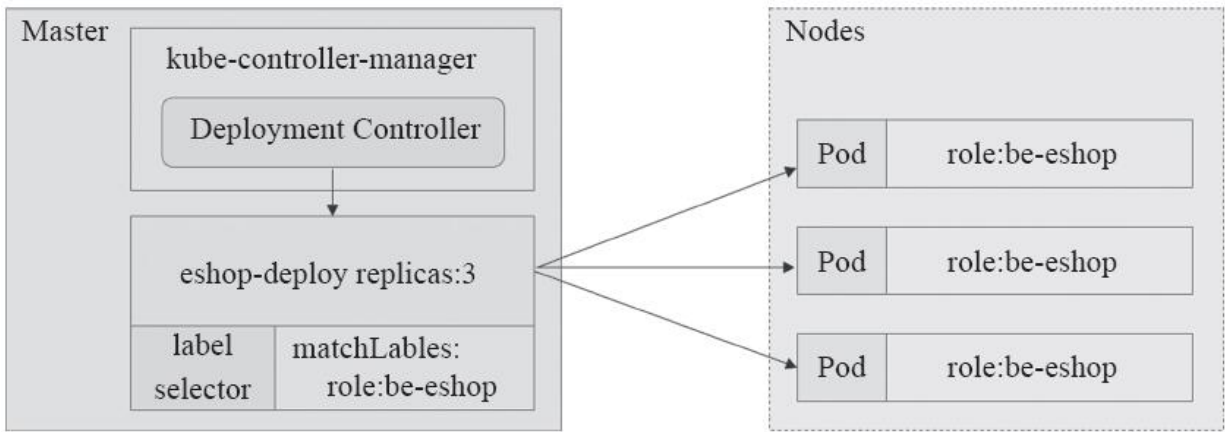 Master
kube-controller-manager
Deployment Controller
eshop-deploy replicas:3
label
selector
matchLables:
role:be-eshop
Nodes
Pod
role:be-eshop
Pod
role:be-eshop
Pod
role:be-eshop